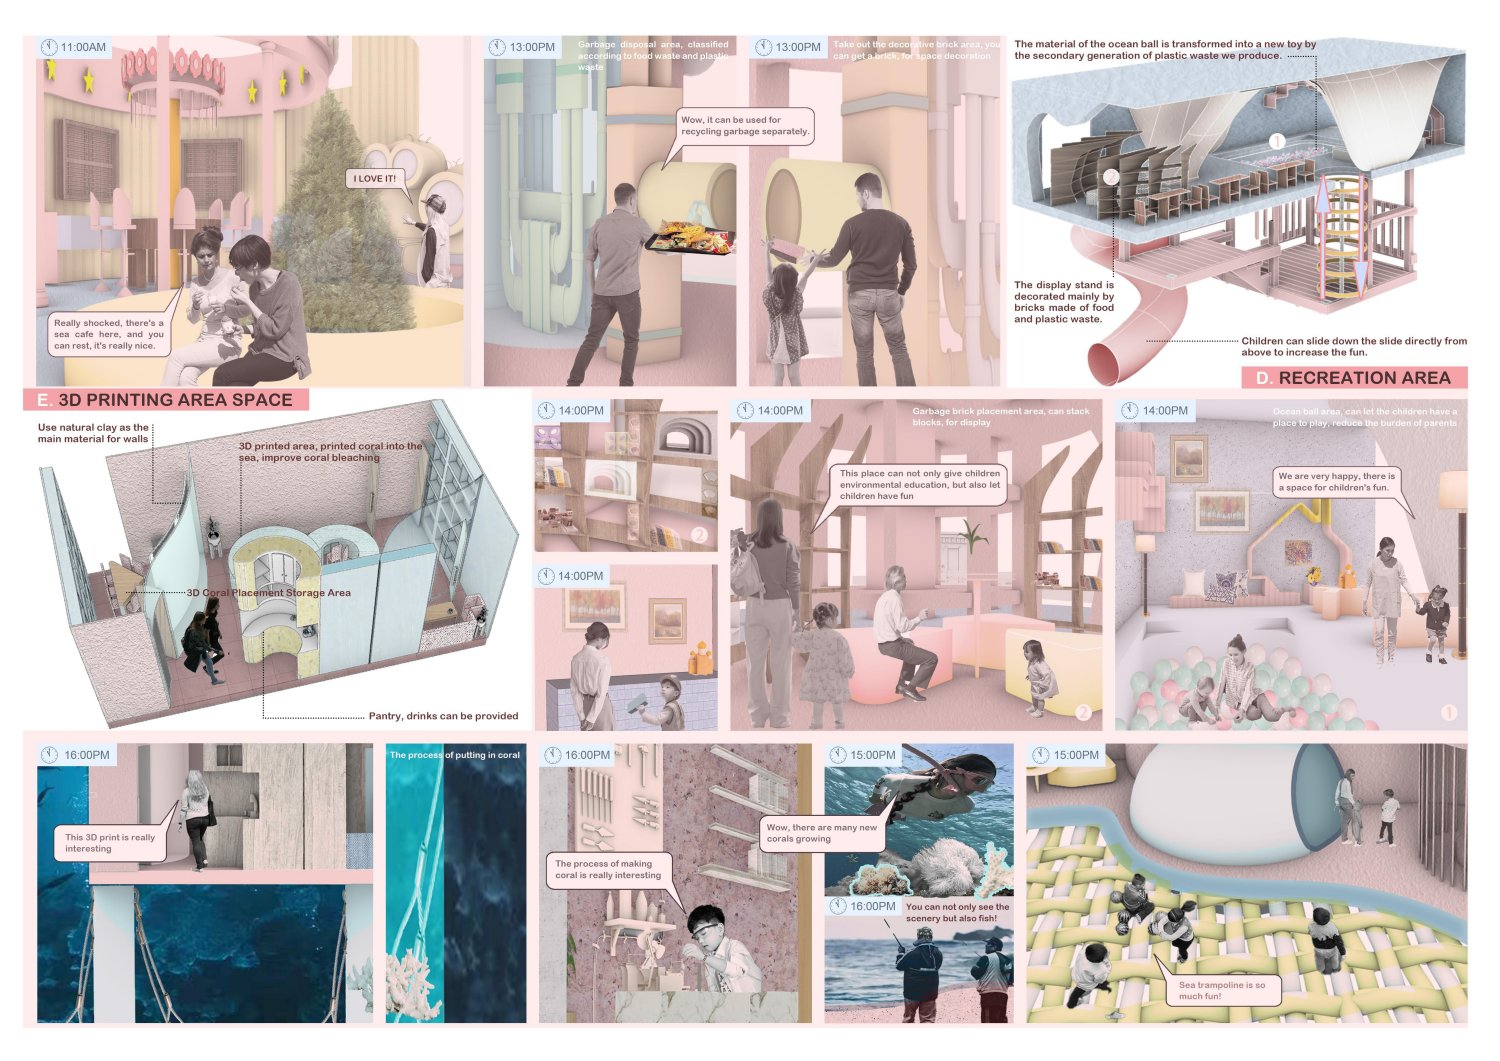 11:00AM
I LOVE IT!
Really shocked, there's a
sea cafe here, and you
can rest, it's really nice.
13:00PM
Garbage disposal area, classified
according to food waste and plastic
waste
Wow, it can be used for
recycling garbage separately.
13:00PM
Take out the decorative brick area, you
can get a brick, for space decoration
The material of the ocean ball is transformed into a new toy by
the secondary generation of plastic waste we produce.
1
2
The display stand is
decorated mainly by
bricks made of food
and plastic waste.
Children can slide down the slide directly from
above to increase the fun.
D. RECREATION AREA
E. 3D PRINTING AREA SPACE
Use natural clay as the
main material for walls
3D printed area, printed coral into the
sea, improve coral bleaching
3D Coral Placement Storage Area
Pantry, drinks can be provided
14:00PM
2
14:00PM
14:00PM
Garbage brick placement area, can stack
blocks, for display
This place can not only give children
environmental education, but also let
children have fun
2
14:00PM
Ocean ball area, can let the children have a
place to play, reduce the burden of parents
We are very happy, there is
a space for children's fun.
1
16:00PM
This 3D print is really
interesting
The process of putting in coral
16:00PM
The process of making
coral is really interesting
15:00PM
Wow, there are many new
corals growing
16:00PM
You can not only see the
scenery but also fish!
15:00PM
Sea trampoline is so
much fun!